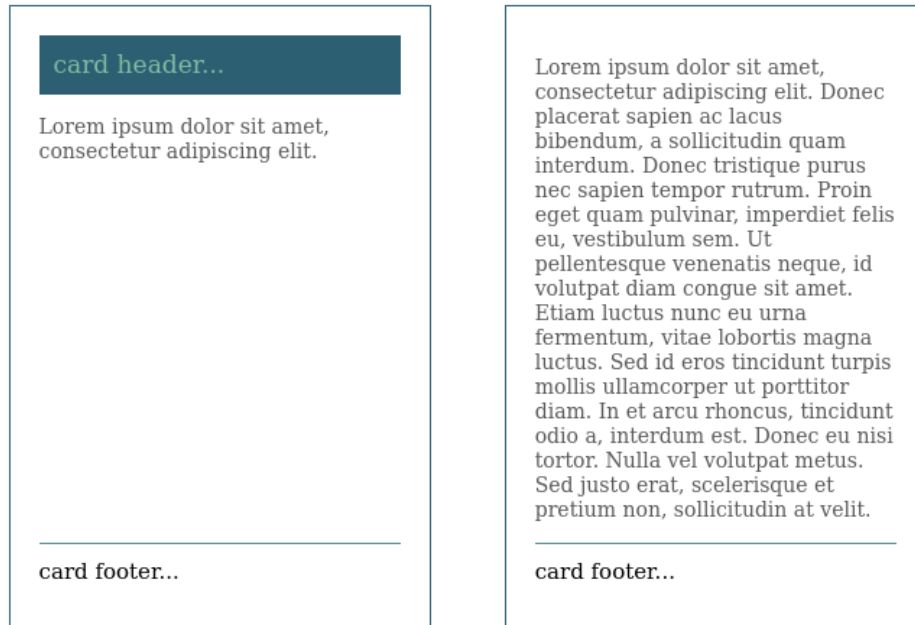 card header...
Lorem ipsum dolor sit amet,
consectetur adipiscing elit.
card footer...
Lorem ipsum dolor sit amet,
consectetur adipiscing elit. Donec
placerat sapien ac lacus
bibendum, a sollicitudin quam
interdum. Donec tristique purus
nec sapien tempor rutrum. Proin
eget quam pulvinar, imperdiet felis
eu, vestibulum sem. Ut
pellentesque venenatis neque, id
volutpat diam congue sit amet.
Etiam luctus nunc eu urna
fermentum, vitae lobortis magna
luctus. Sed id eros tincidunt turpis
mollis ullamcorper ut porttitor
diam. In et arcu rhoncus, tincidunt
odio a, interdum est. Donec eu nisi
tortor. Nulla vel volutpat metus.
Sed justo erat, scelerisque et
pretium non, sollicitudin at velit.
card footer...